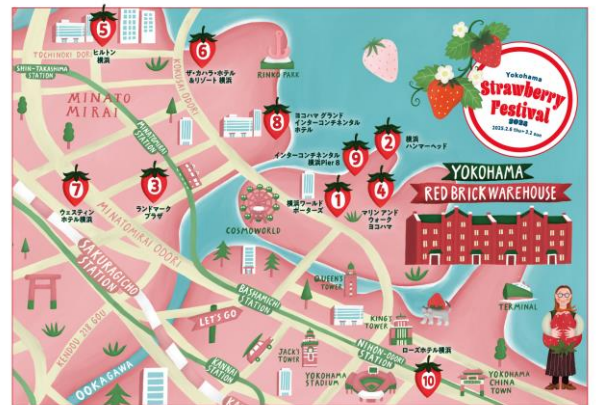 5
ヒルトン
横浜
6
ザ・カハラ・ホテル
&リゾート 横浜
TOCHINOKI DORI
SHIN-TAKASHIMA
STATION
MINATO
MIRAI
KOKUSAI ODORI
RINKO PARK
Yokohama
Strawberry
Festival
2025
2025.2.6 thu– 3.2 sun
MINATOMIRAI
STATION
8
ヨコハマ グランド
インターコンチネンタル
ホテル
2
横浜
ハンマーヘッド
インターコンチネンタル
横浜Pier 8
9
7
ウェスティン
ホテル横浜
3
ランドマーク
プラザ
横浜ワールド
ポーターズ
1
4
マリン アンド
ウォーク
ヨコハマ
YOKOHAMA
RED BRICK WAREHOUSE
COSMOWORLD
MINATOMIRAI ODORI
SAKURAGICHO
STATION
QUEEN'S
TOWER
BASHAMICHI
STATION
TERMINAL
LET'S GO
KING'S
TOWER
JACK'S
TOWER
NIHON-ODORI
STATION
ローズホテル横浜
10
KANNAI
STATION
OOKAGAWA
YOKOHAMA
STADIUM
YOKOHAMA
CHINA
TOWN